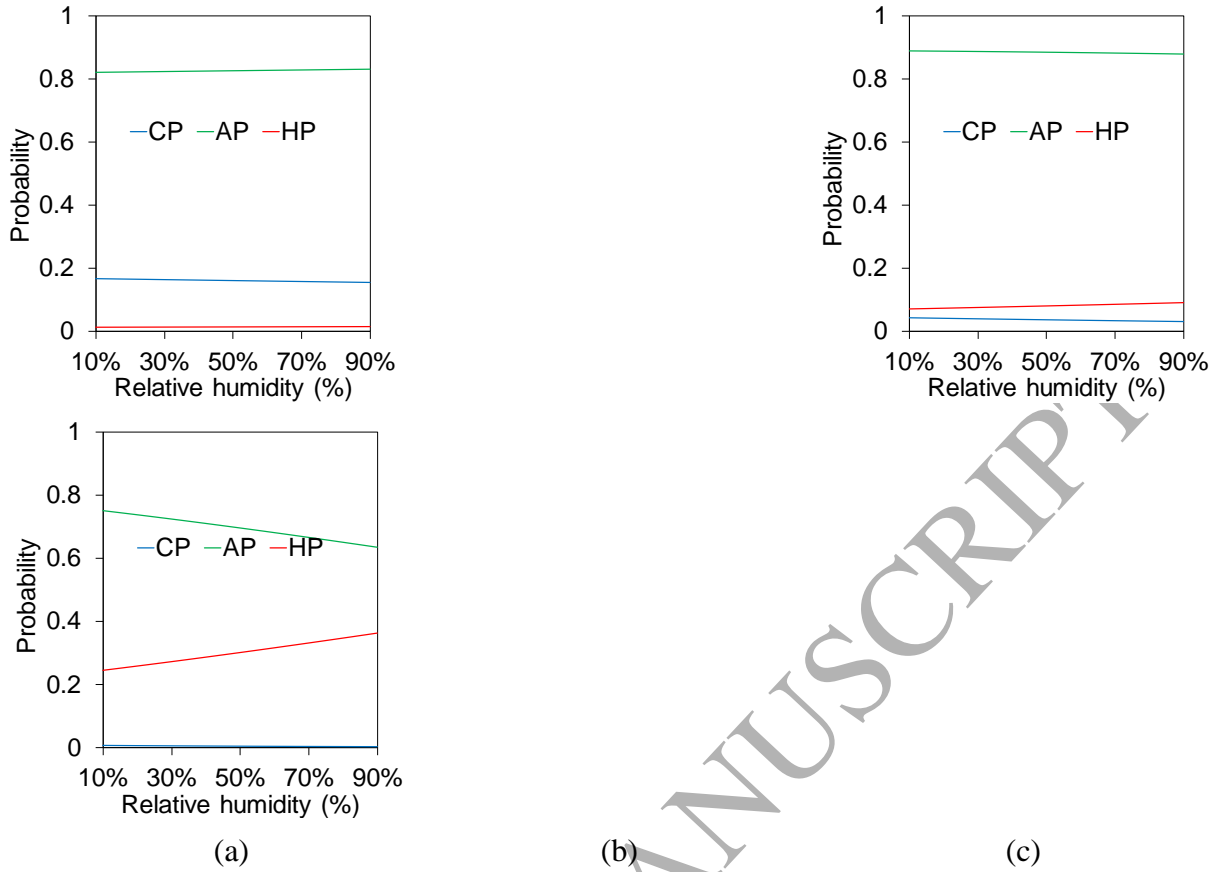 1
0.8
0.6
0.4
0.2
0
Probability
CP AP HP
10% 30% 50% 70% 90%
Relative humidity (%)
1
0.8
0.6
0.4
0.2
0
Probability
CP AP HP
10% 30% 50% 70% 90%
Relative humidity (%)
1
0.8
0.6
0.4
0.2
0
Probability
CP AP HP
10% 30% 50% 70% 90%
Relative humidity (%)
(a) (b) (c)
ANUSCRIPT